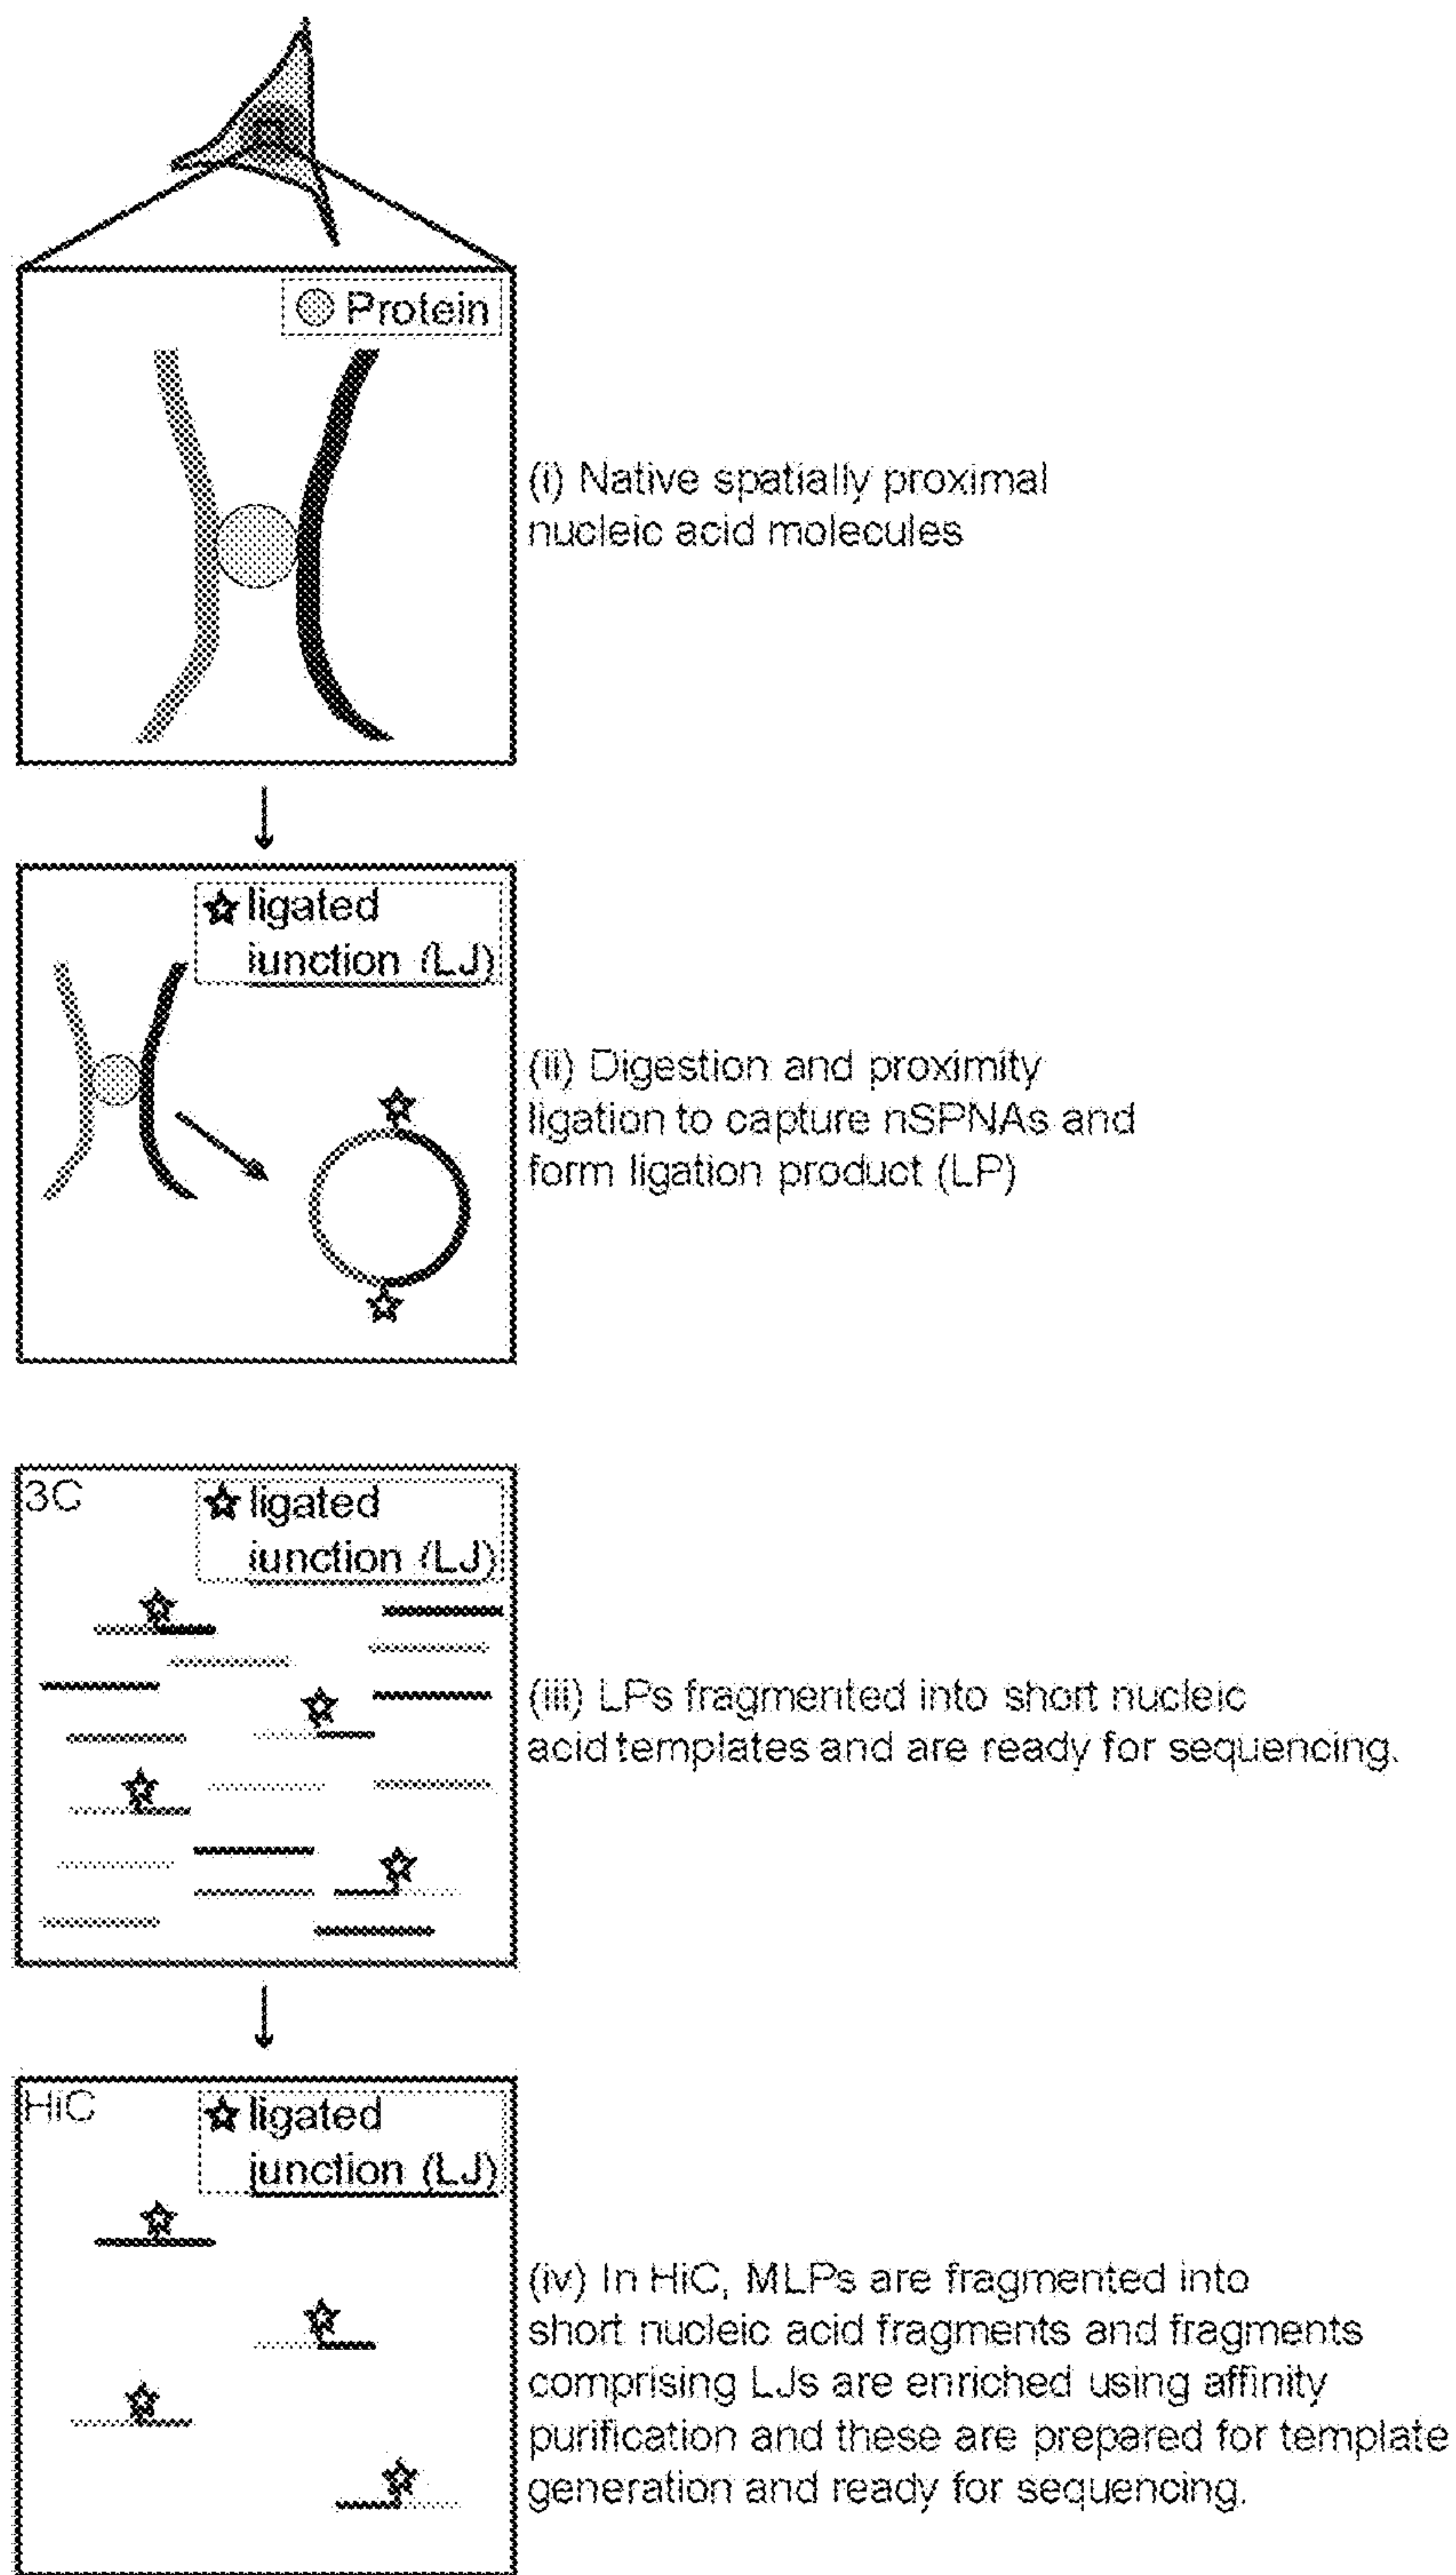 Protein
(i) Native spatially proximal
nucleic acid molecules
ligated
junction (LJ)
(ii) Digestion and proximity
ligation to capture nSPNAs and
form ligation product (LP)
3C
ligated
junction (LJ)
(iii) LPs fragmented into short nucleic
acid templates and are ready for sequencing.
HiC
ligated
junction (LJ)
(iv) In HiC, MLPs are fragmented into
short nucleic acid fragments and fragments
comprising LJs are enriched using affinity
purification and these are prepared for template
generation and ready for sequencing.